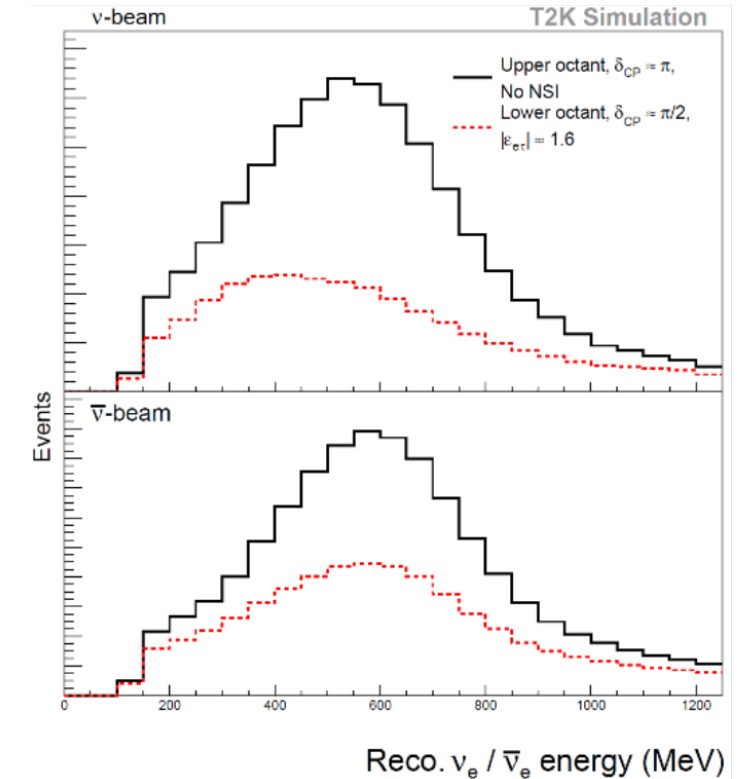 ν-beam
T2K Simulation
Upper octant, δCP = π,
No NSI
Lower octant, δCP = π/2,
|εeτ| = 1.6
ν̄-beam
Events
0 200 400 600 800 1000 1200
Reco. νe / ν̄e energy (MeV)